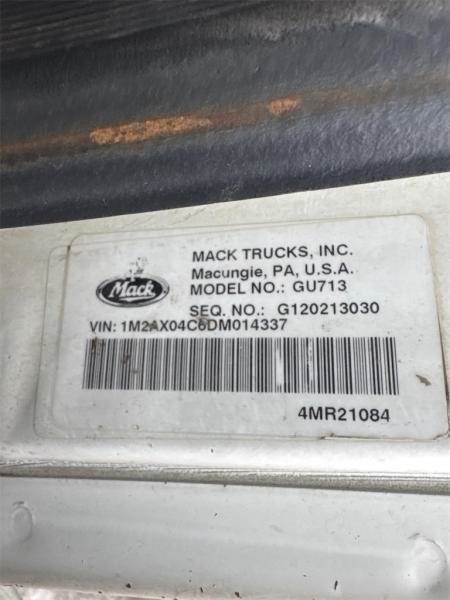 MACK TRUCKS, INC.
Macungie, PA, U.S.A.
Mack
MODEL NO.: GU713
SEQ. NO.: G120213030
VIN: 1M2AX04C6DM014337
4MR21084